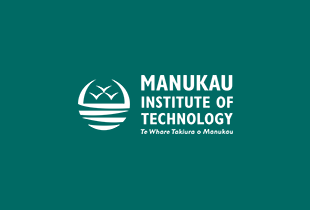 MANUKAU
INSTITUTE OF
TECHNOLOGY
Te Whare Takiura o Manukau